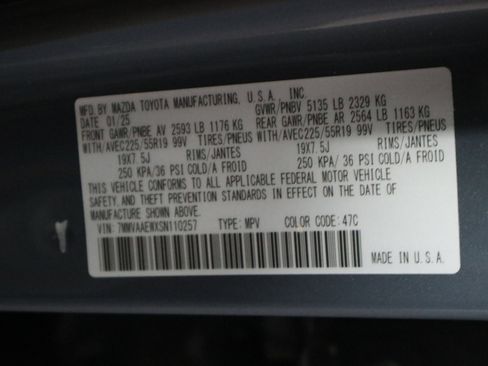 MFD. BY MAZDA TOYOTA MANUFACTURING, U.S.A., INC.
DATE 01/25 GVWR/PNBV 5135 LB 2329 KG
FRONT GAWR/PNBE AV 2593 LB 1176 KG REAR GAWR/PNBE AR 2564 LB 1163 KG
WITH/AVEC225/55R19 99V TIRES/PNEUS WITH/AVEC225/55R19 99V TIRES/PNEUS
19X7.5J RIMS/JANTES 19X7.5J RIMS/JANTES
250 KPA/36 PSI COLD/A FROID 250 KPA/36 PSI COLD/A FROID
THIS VEHICLE CONFORMS TO ALL APPLICABLE FEDERAL MOTOR VEHICLE
SAFETY, AND THEFT PREVENTION STANDARDS IN EFFECT ON THE DATE OF
MANUFACTURE SHOWN ABOVE.
VIN: 7MMVAAEWXSN110257 TYPE: MPV COLOR CODE: 47C
MADE IN U.S.A.